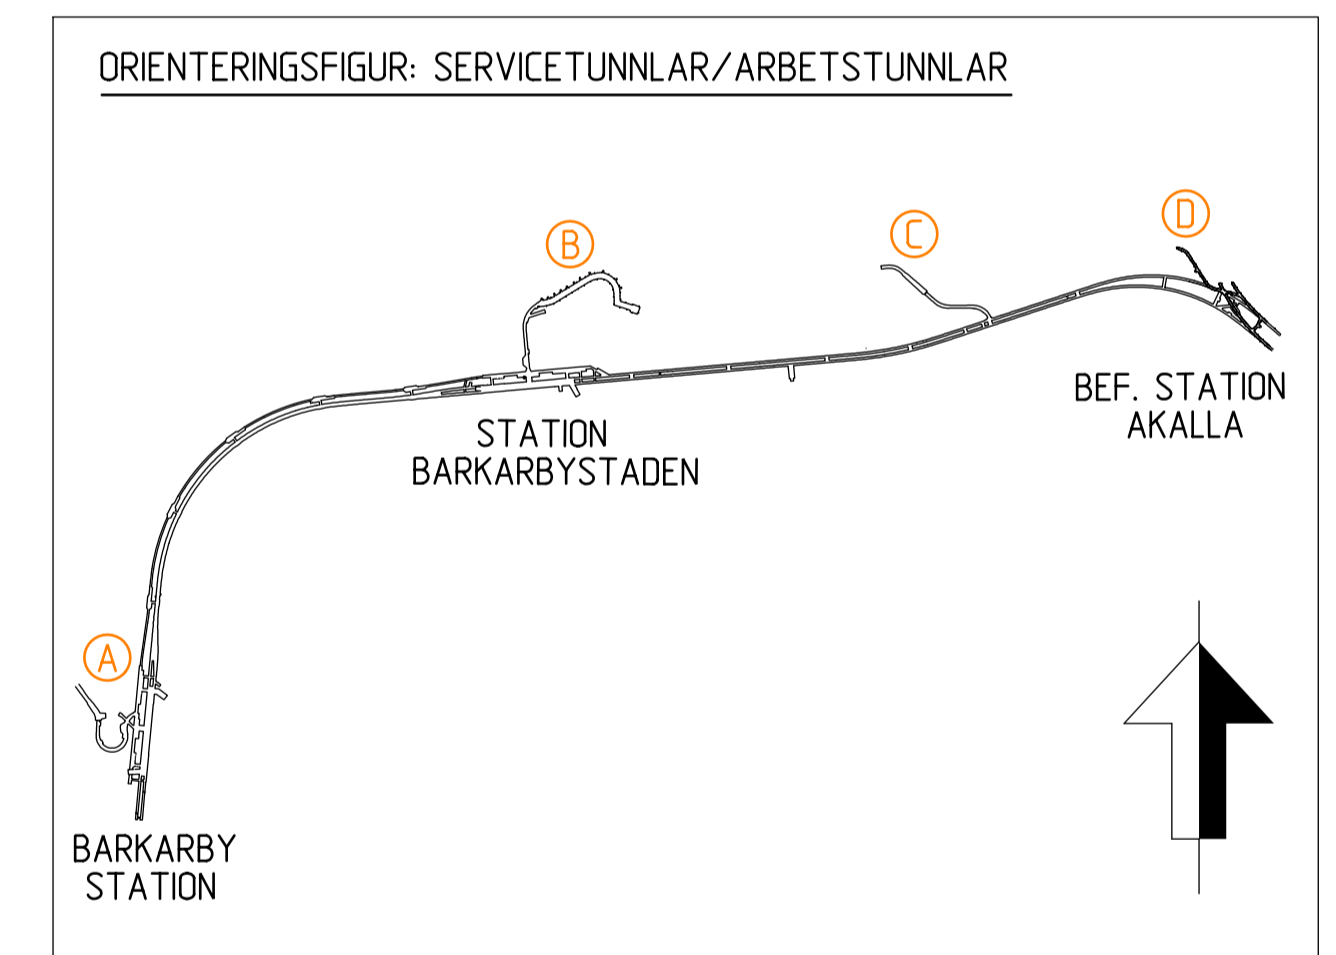 ORIENTERINGSFIGUR: SERVICETUNNLAR/ARBETSTUNNLAR
D
C
B
BEF. STATION
AKALLA
STATION
BARKARBYSTADEN
A
BARKARBY
STATION